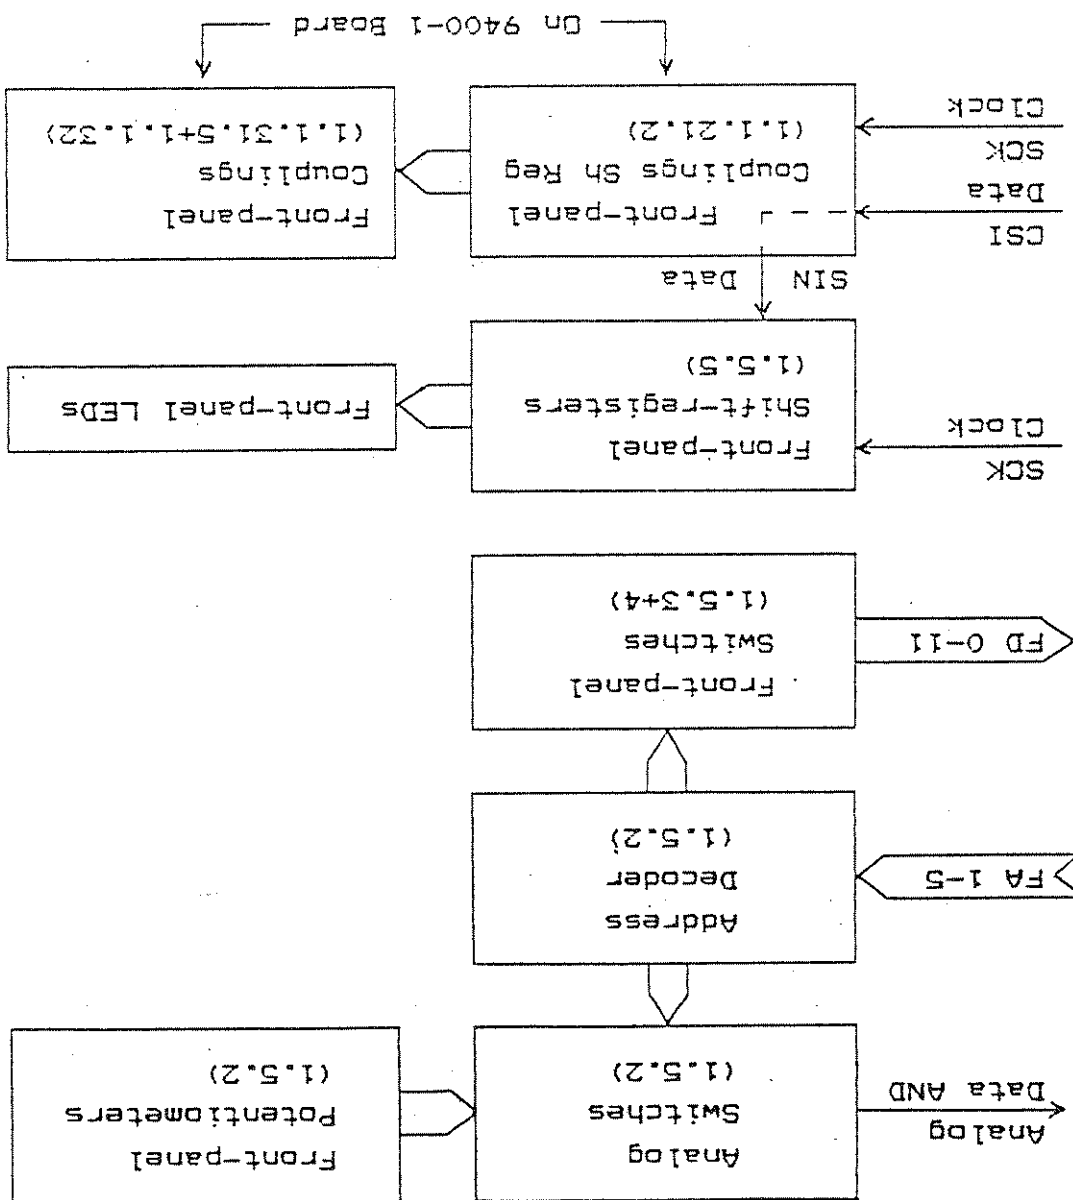 Analog
Data AND
Analog
Switches
(1.5.2)
Front-panel
Potentiometers
(1.5.2)
FA 1-5
Address
Decoder
(1.5.2)
FD 0-11
Front-panel
Switches
(1.5.3+4)
SCK
Clock
Front-panel
Shift-registers
(1.5.5)
Front-panel LEDs
SIN
Data
CSI
Data
SCK
Clock
Front-panel
Couplings Sh Reg
(1.1.21.2)
Front-panel
Couplings
(1.1.31.5+1.1.32)
On 9400-1 Board